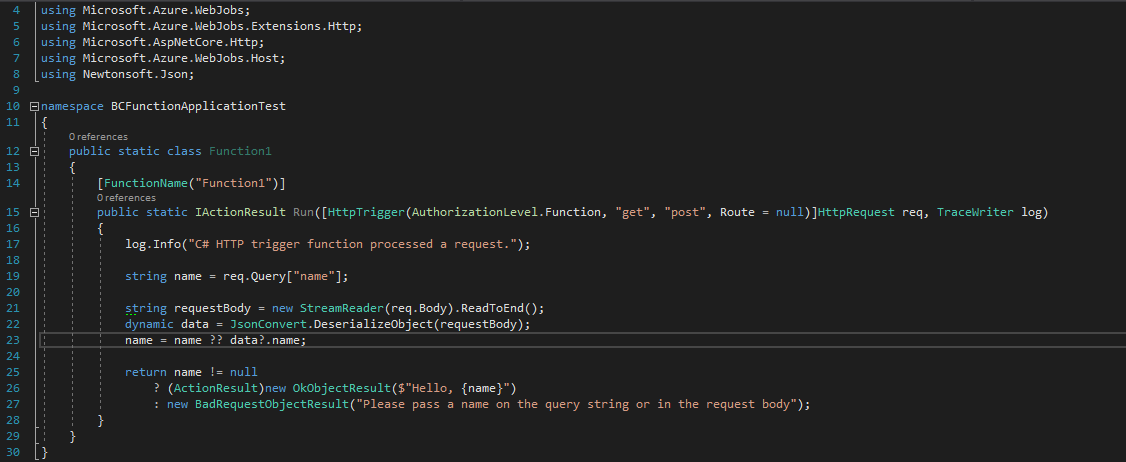 4 using Microsoft.Azure.WebJobs;
5 using Microsoft.Azure.WebJobs.Extensions.Http;
6 using Microsoft.AspNetCore.Http;
7 using Microsoft.Azure.WebJobs.Host;
8 using Newtonsoft.Json;
9
10 namespace BCFunctionApplicationTest
11 {
0 references
12 public static class Function1
13 {
14 [FunctionName("Function1")]
0 references
15 public static IActionResult Run([HttpTrigger(AuthorizationLevel.Function, "get", "post", Route = null)]HttpRequest req, TraceWriter log)
16 {
17 log.Info("C# HTTP trigger function processed a request.");
18
19 string name = req.Query["name"];
20
21 string requestBody = new StreamReader(req.Body).ReadToEnd();
22 dynamic data = JsonConvert.DeserializeObject(requestBody);
23 name = name ?? data?.name;
24
25 return name != null
26 ? (ActionResult)new OkObjectResult($"Hello, {name}")
27 : new BadRequestObjectResult("Please pass a name on the query string or in the request body");
28 }
29 }
30 }